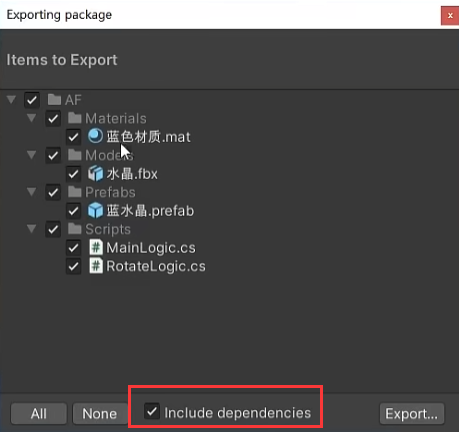 Exporting package
x
Items to Export
AF
Materials
蓝色材质.mat
Models
水晶.fbx
Prefabs
蓝水晶.prefab
Scripts
# MainLogic.cs
# RotateLogic.cs
All None Include dependencies Export...